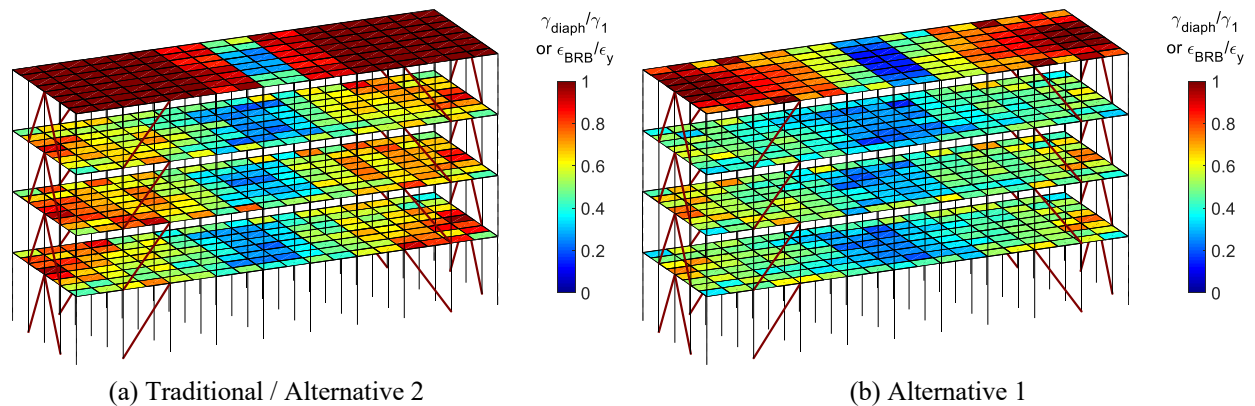 γdiaph/γ1
or ϵBRB/ϵy
1
0.8
0.6
0.4
0.2
0
(a) Traditional / Alternative 2
γdiaph/γ1
or ϵBRB/ϵy
1
0.8
0.6
0.4
0.2
0
(b) Alternative 1